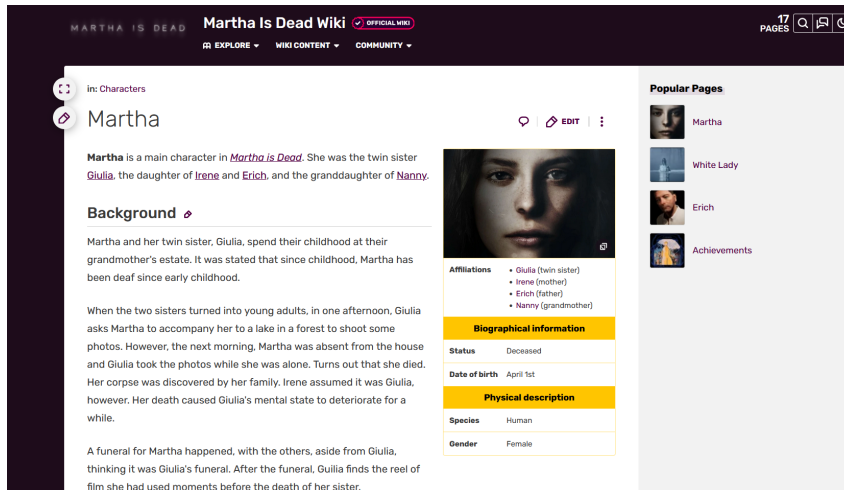 MARTHA IS DEAD
Martha Is Dead Wiki
OFFICIAL WIKI
17
PAGES
EXPLORE
WIKI CONTENT
COMMUNITY
in: Characters
Martha
EDIT
Martha is a main character in Martha is Dead. She was the twin sister
Giulia, the daughter of Irene and Erich, and the granddaughter of Nanny.
Background
Martha and her twin sister, Giulia, spend their childhood at their
grandmother's estate. It was stated that since childhood, Martha has
been deaf since early childhood.
When the two sisters turned into young adults, in one afternoon, Giulia
asks Martha to accompany her to a lake in a forest to shoot some
photos. However, the next morning, Martha was absent from the house
and Giulia took the photos while she was alone. Turns out that she died.
Her corpse was discovered by her family. Irene assumed it was Giulia,
however. Her death caused Giulia's mental state to deteriorate for a
while.
A funeral for Martha happened, with the others, aside from Giulia,
thinking it was Giulia's funeral. After the funeral, Guilia finds the reel of
film she had used moments before the death of her sister.
Affiliations
• Giulia (twin sister)
• Irene (mother)
• Erich (father)
• Nanny (grandmother)
Biographical information
Status Deceased
Date of birth April 1st
Physical description
Species Human
Gender Female
Popular Pages
Martha
White Lady
Erich
Achievements